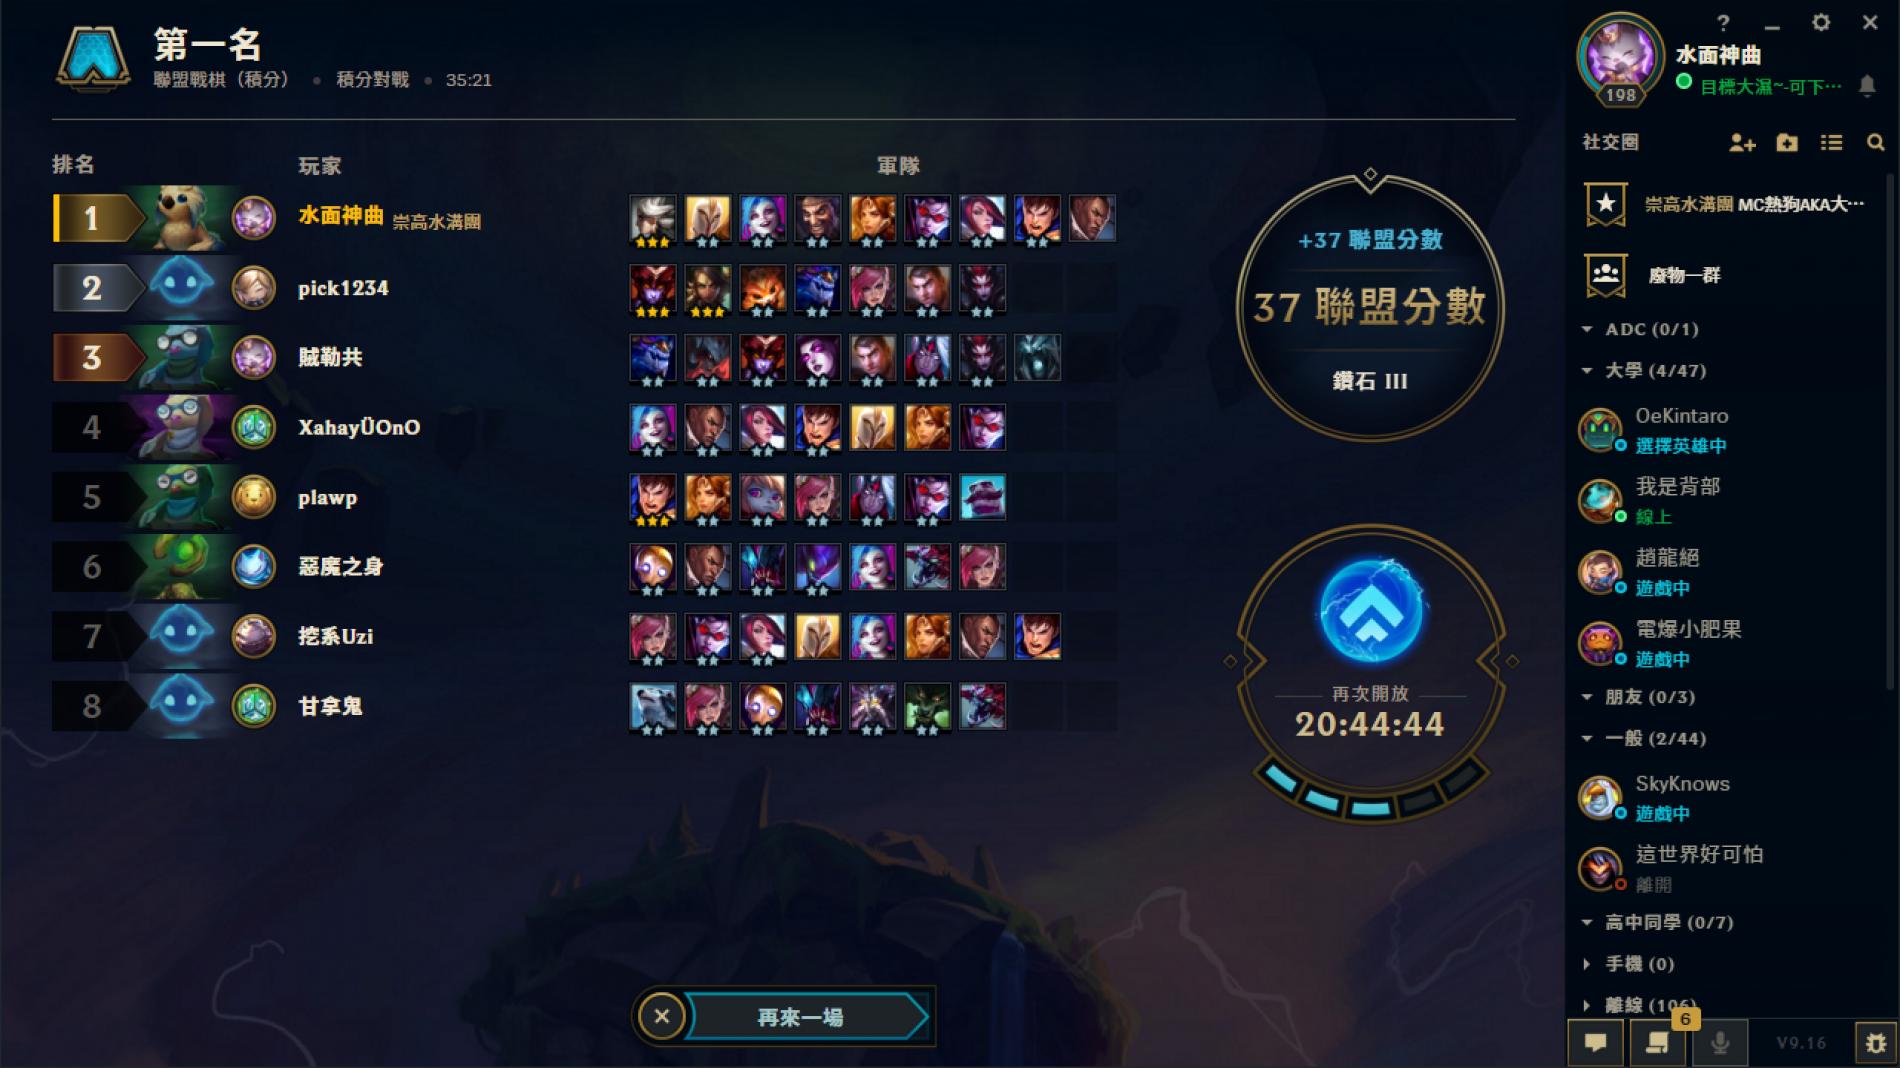 第一名
聯盟戰棋（積分） • 積分對戰 • 35:21
排名 玩家 軍隊
1 水面神曲 崇高水溝團
2 pick1234
3 賊勒共
4 XahayÜOnO
5 plawp
6 惡魔之身
7 挖系Uzi
8 甘拿鬼
+37 聯盟分數
37 聯盟分數
鑽石 III
再次開放
20:44:44
再來一場
?
水面神曲
198
目標大濕~-可下…
社交圈
崇高水溝團 MC熱狗AKA大…
廢物一群
ADC (0/1)
大學 (4/47)
OeKintaro
選擇英雄中
我是背部
線上
趙龍絕
遊戲中
電爆小肥果
遊戲中
朋友 (0/3)
一般 (2/44)
SkyKnows
遊戲中
這世界好可怕
離開
高中同學 (0/7)
手機 (0)
離線 (106)
6
V9.16